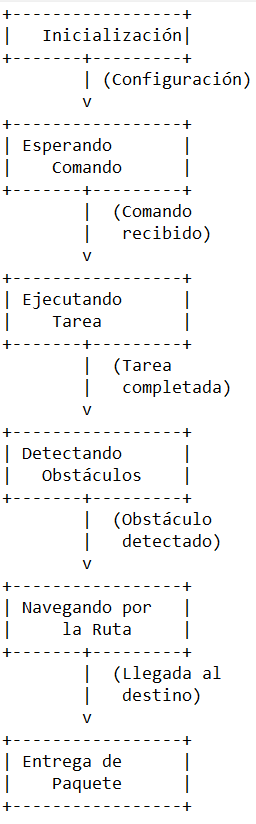 Inicialización
(Configuración)
Esperando
Comando
(Comando
recibido)
Ejecutando
Tarea
(Tarea
completada)
Detectando
Obstáculos
(Obstáculo
detectado)
Navegando por
la Ruta
(Llegada al
destino)
Entrega de
Paquete